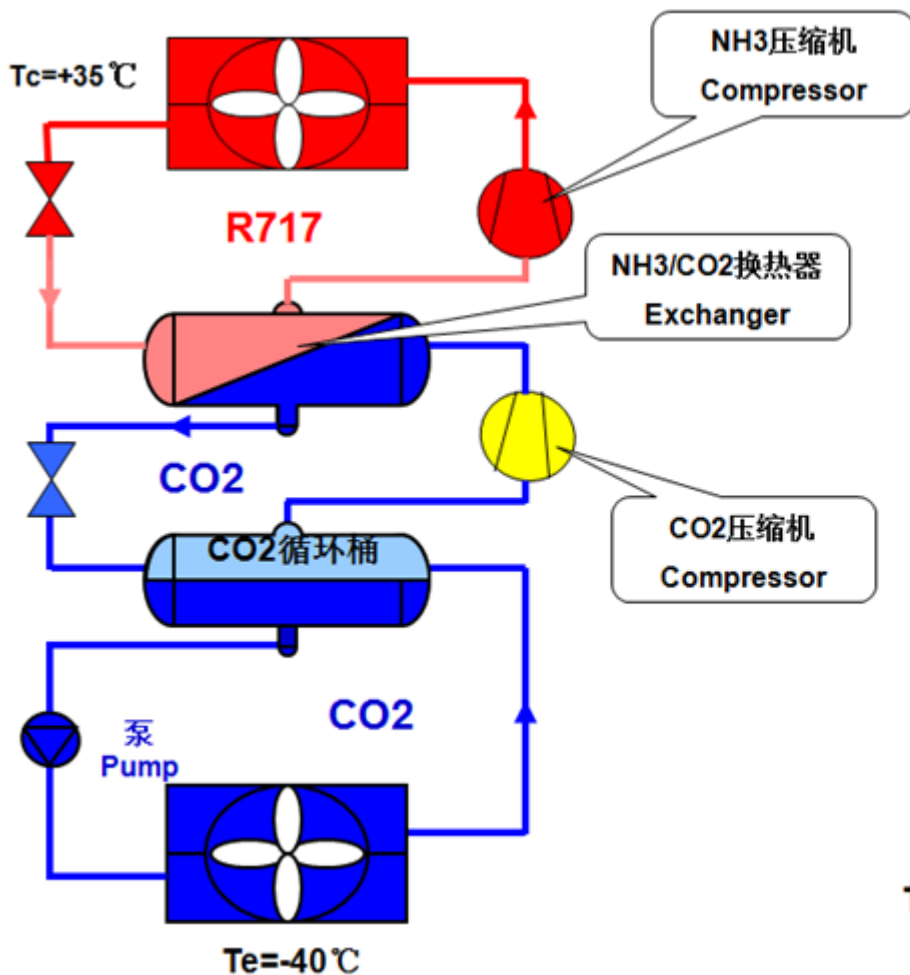 NH3压缩机
Compressor
Tc=+35℃
R717
NH3/CO2换热器
Exchanger
CO2
CO2压缩机
Compressor
CO2循环桶
CO2
泵
Pump
Te=-40℃